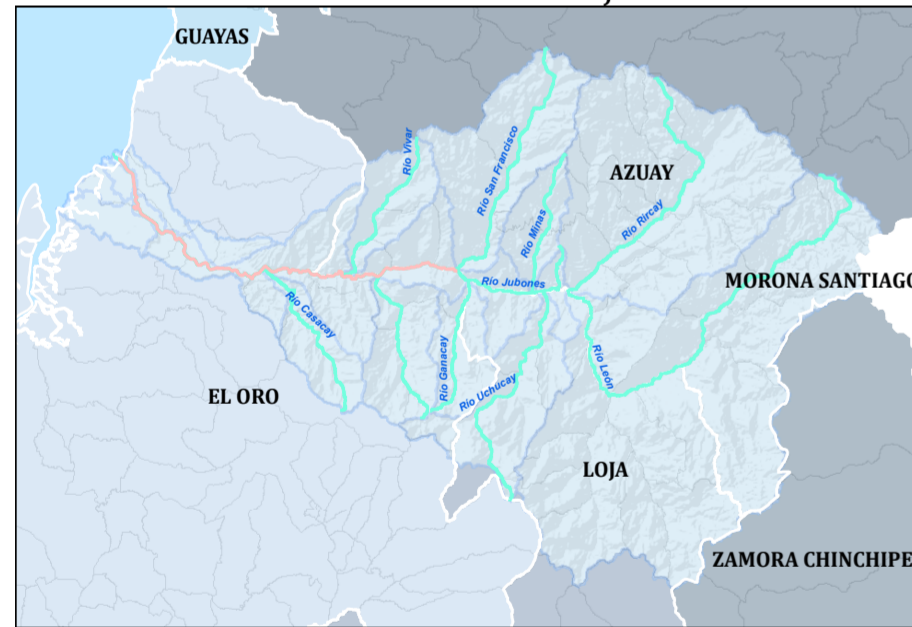 GUAYAS
Río Vivar
Río San Francisco
AZUAY
Río Minas
Río Rircay
MORONA SANTIAGO
Río Jubones
Río Casacay
Río Ganacay
Río Uchucay
Río León
EL ORO
LOJA
ZAMORA CHINCHIPE